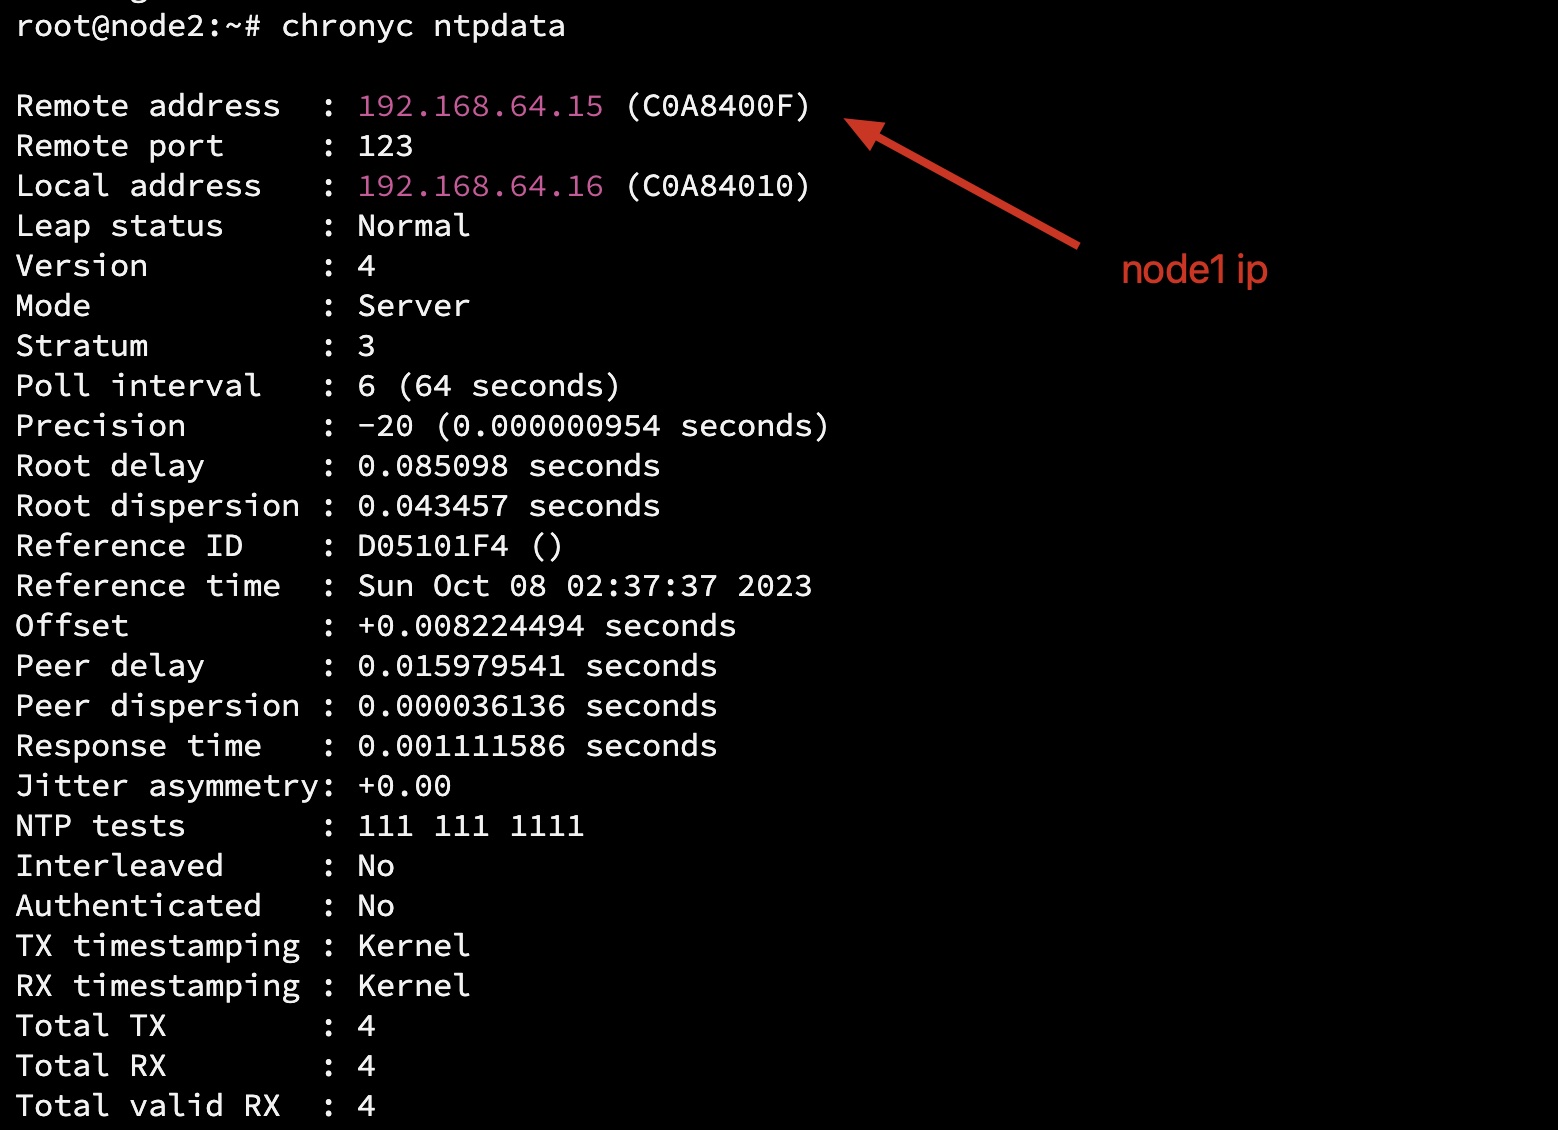 root@node2:~# chronyc ntpdata
Remote address  : 192.168.64.15 (C0A8400F)
Remote port     : 123
Local address   : 192.168.64.16 (C0A84010)
Leap status     : Normal
Version         : 4
node1 ip
Mode            : Server
Stratum         : 3
Poll interval   : 6 (64 seconds)
Precision       : -20 (0.000000954 seconds)
Root delay      : 0.085098 seconds
Root dispersion : 0.043457 seconds
Reference ID    : D05101F4 ()
Reference time  : Sun Oct 08 02:37:37 2023
Offset          : +0.008224494 seconds
Peer delay      : 0.015979541 seconds
Peer dispersion : 0.000036136 seconds
Response time   : 0.001111586 seconds
Jitter asymmetry: +0.00
NTP tests       : 111 111 1111
Interleaved     : No
Authenticated   : No
TX timestamping : Kernel
RX timestamping : Kernel
Total TX        : 4
Total RX        : 4
Total valid RX  : 4